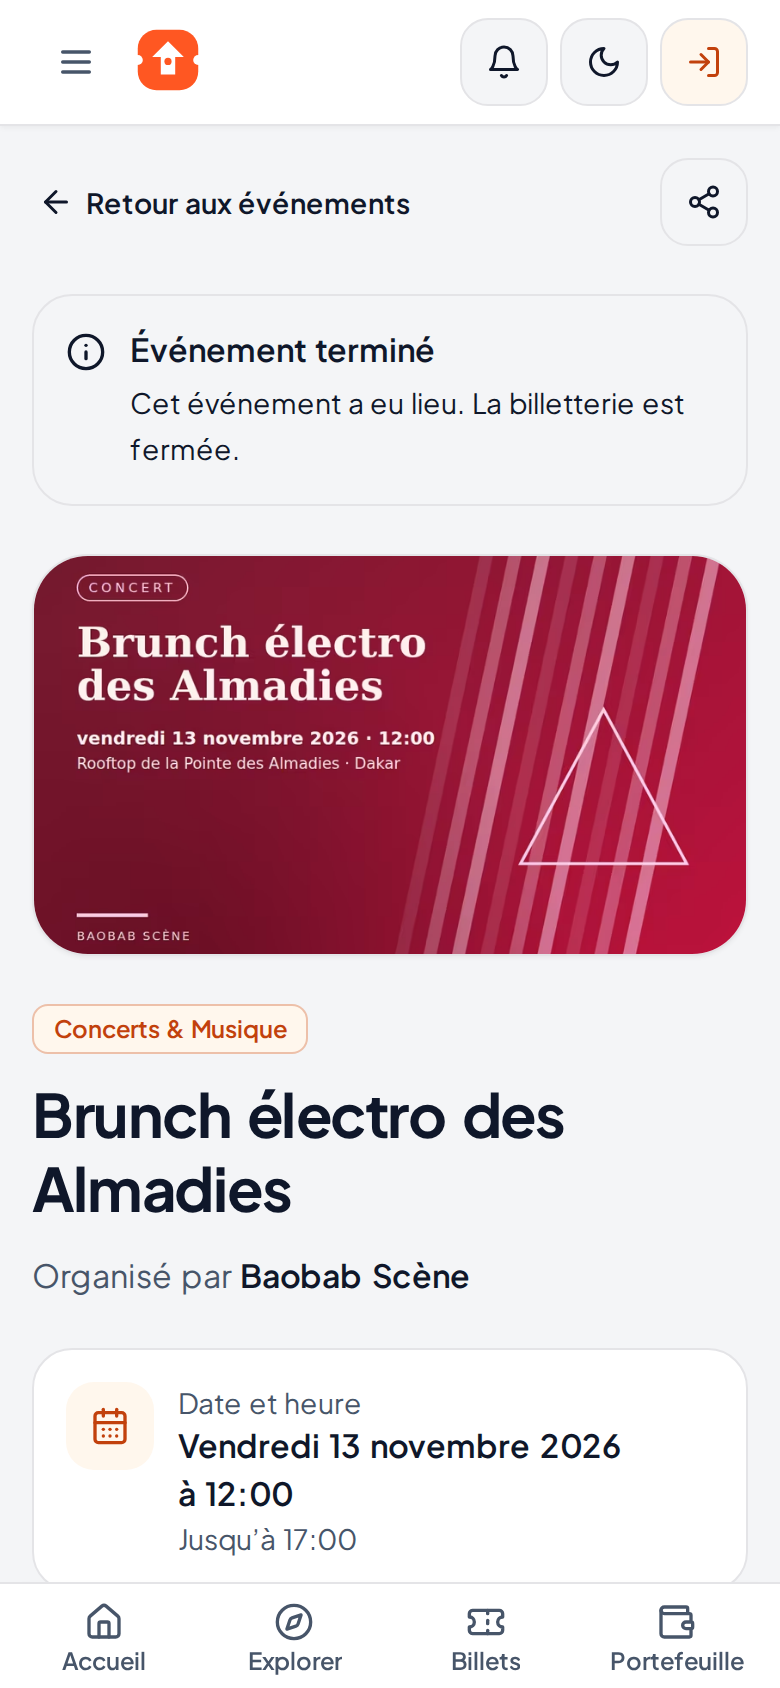 Retour aux événements
Événement terminé
Cet événement a eu lieu. La billetterie est
fermée.
CONCERT
Brunch électro
des Almadies
vendredi 13 novembre 2026 · 12:00
Rooftop de la Pointe des Almadies · Dakar
BAOBAB SCÈNE
Concerts & Musique
Brunch électro des
Almadies
Organisé par Baobab Scène
Date et heure
Vendredi 13 novembre 2026
à 12:00
Jusqu’à 17:00
Accueil
Explorer
Billets
Portefeuille